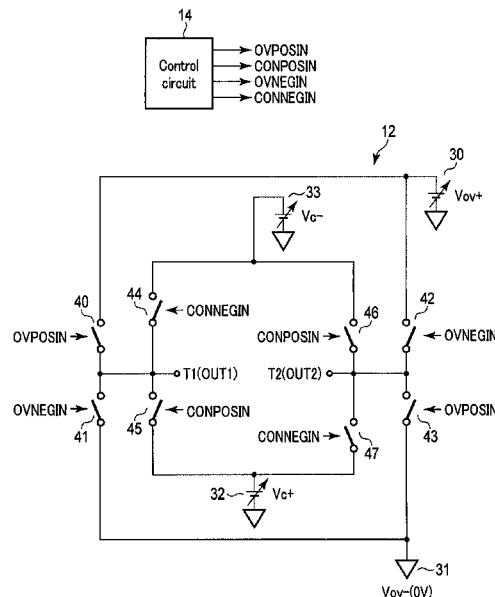 14
Control
circuit
OVPOSIN
CONPOSIN
OVNEGIN
CONNEGIN
12
30
Vov+
33
Vc-
40
44
46
42
OVPOSIN
CONNEGIN
CONPOSIN
OVNEGIN
T1(OUT1)
T2(OUT2)
OVNEGIN
CONPOSIN
OVPOSIN
41
45
CONNEGIN
47
43
32
Vc+
31
Vov-(0V)